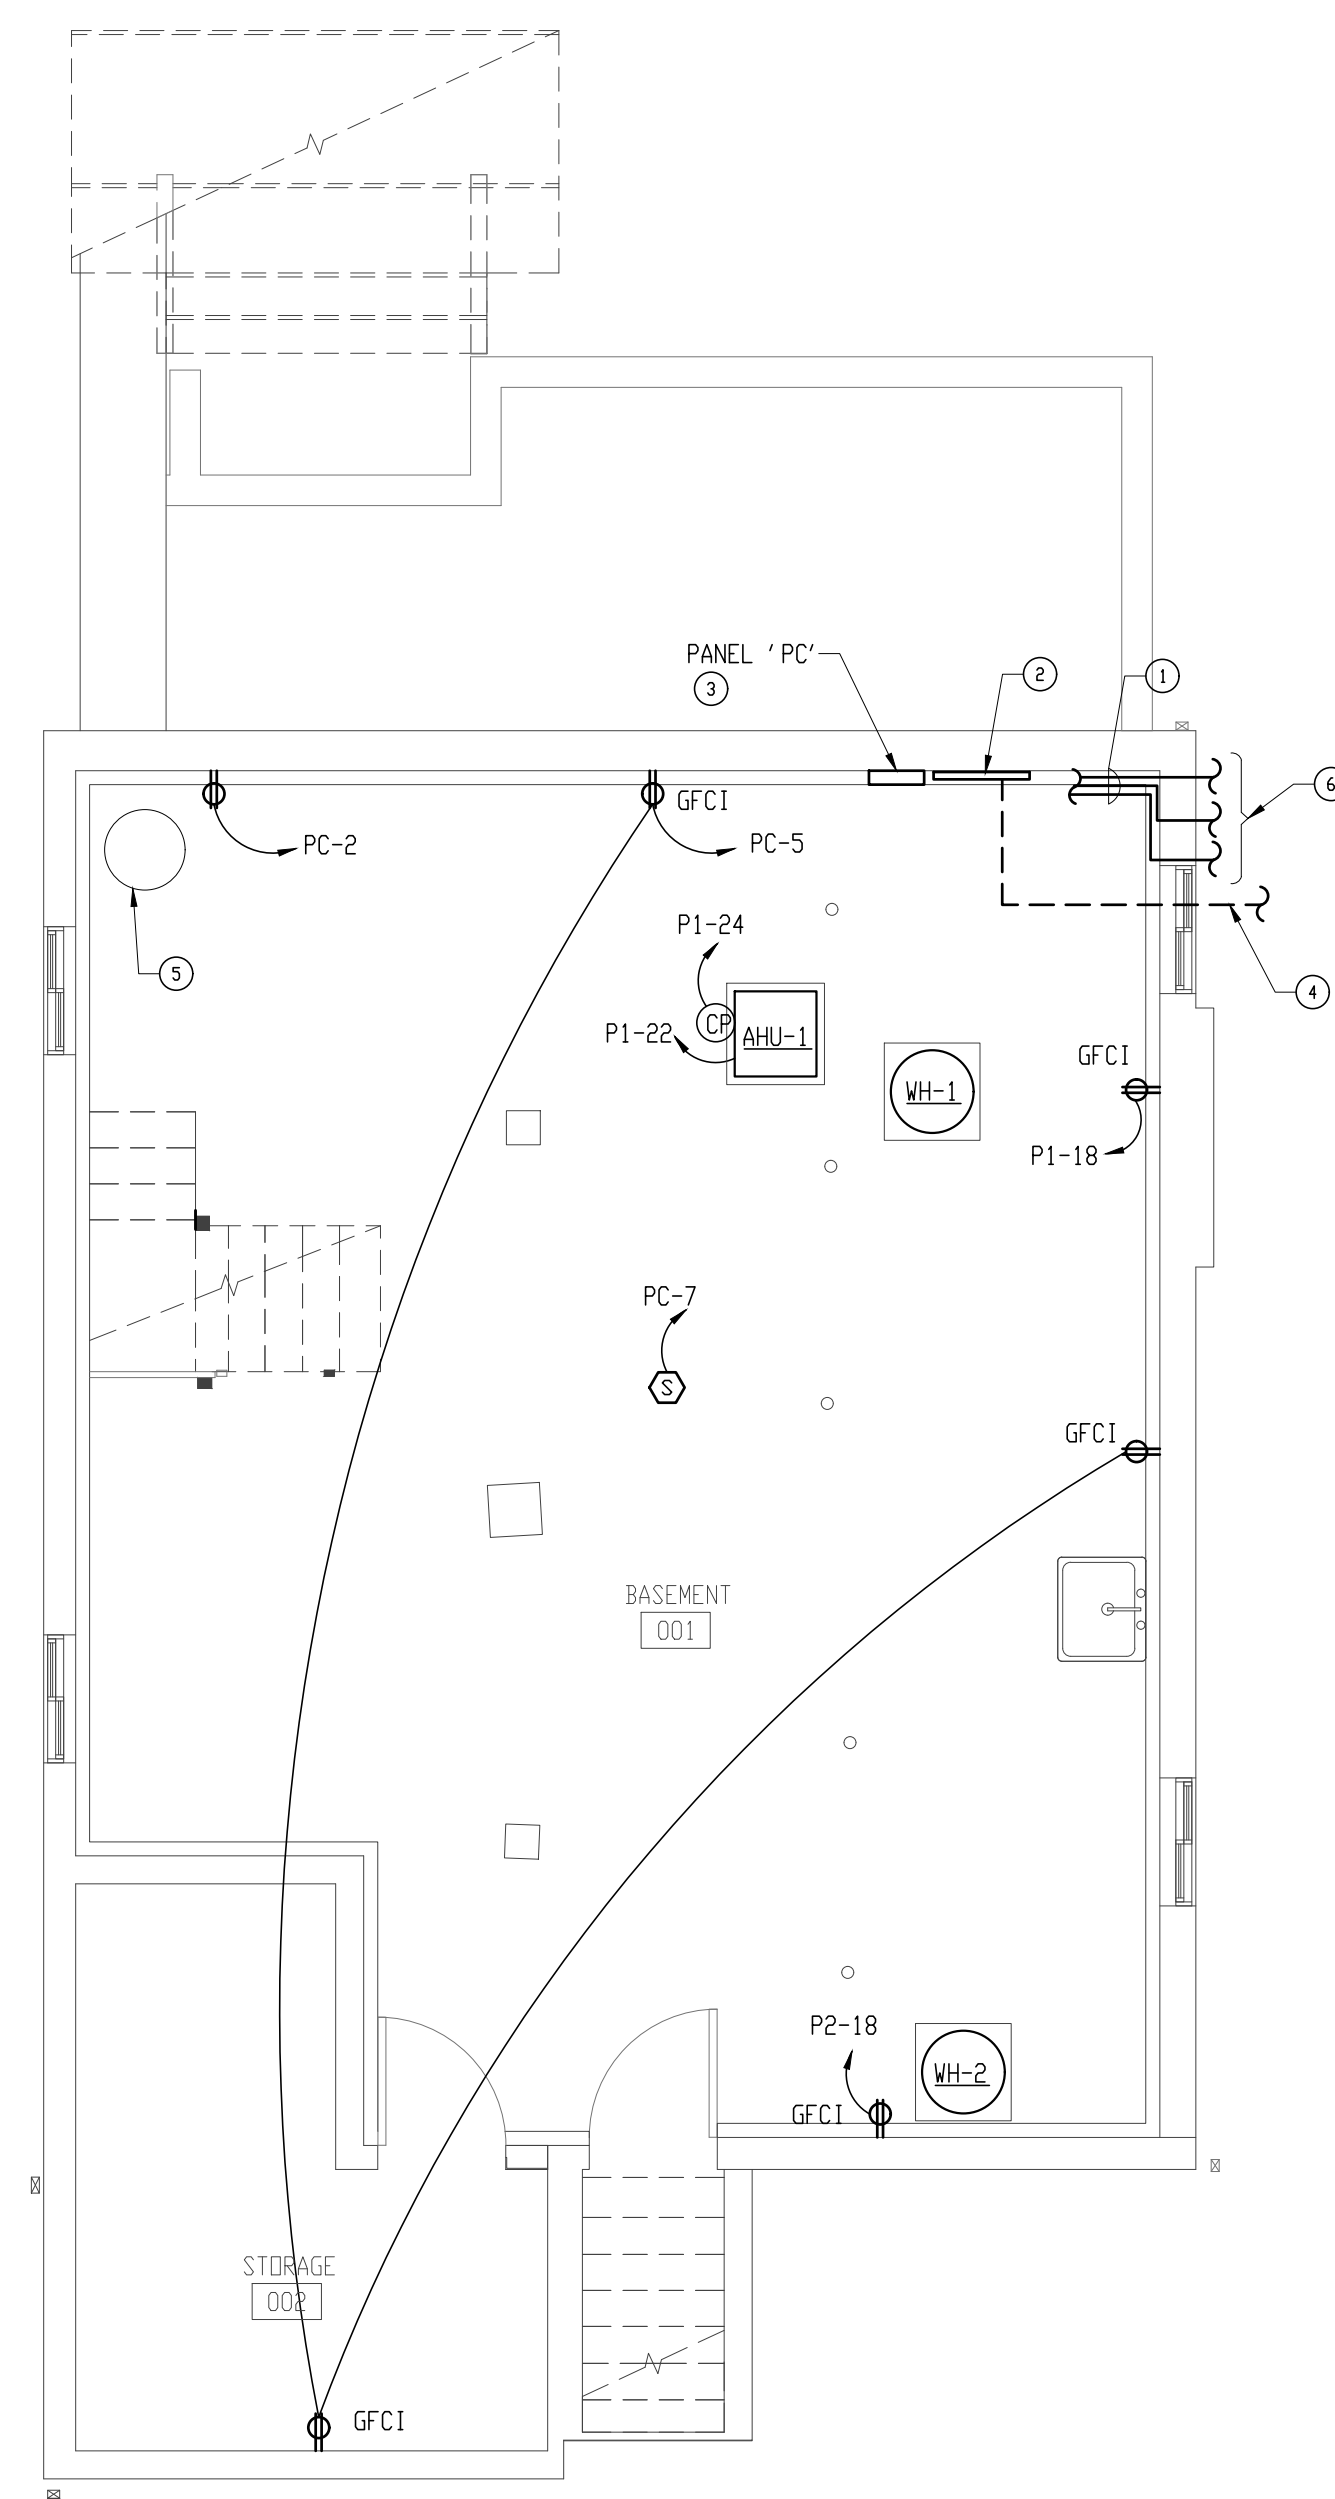 PANEL 'PC'
3
2
1
6
GFCI
PC-2
PC-5
P1-24
5
4
CP
P1-22
AHU-1
GFCI
WH-1
P1-18
PC-7
S
GFCI
BASEMENT
001
P2-18
WH-2
GFCI
STORAGE
002
GFCI